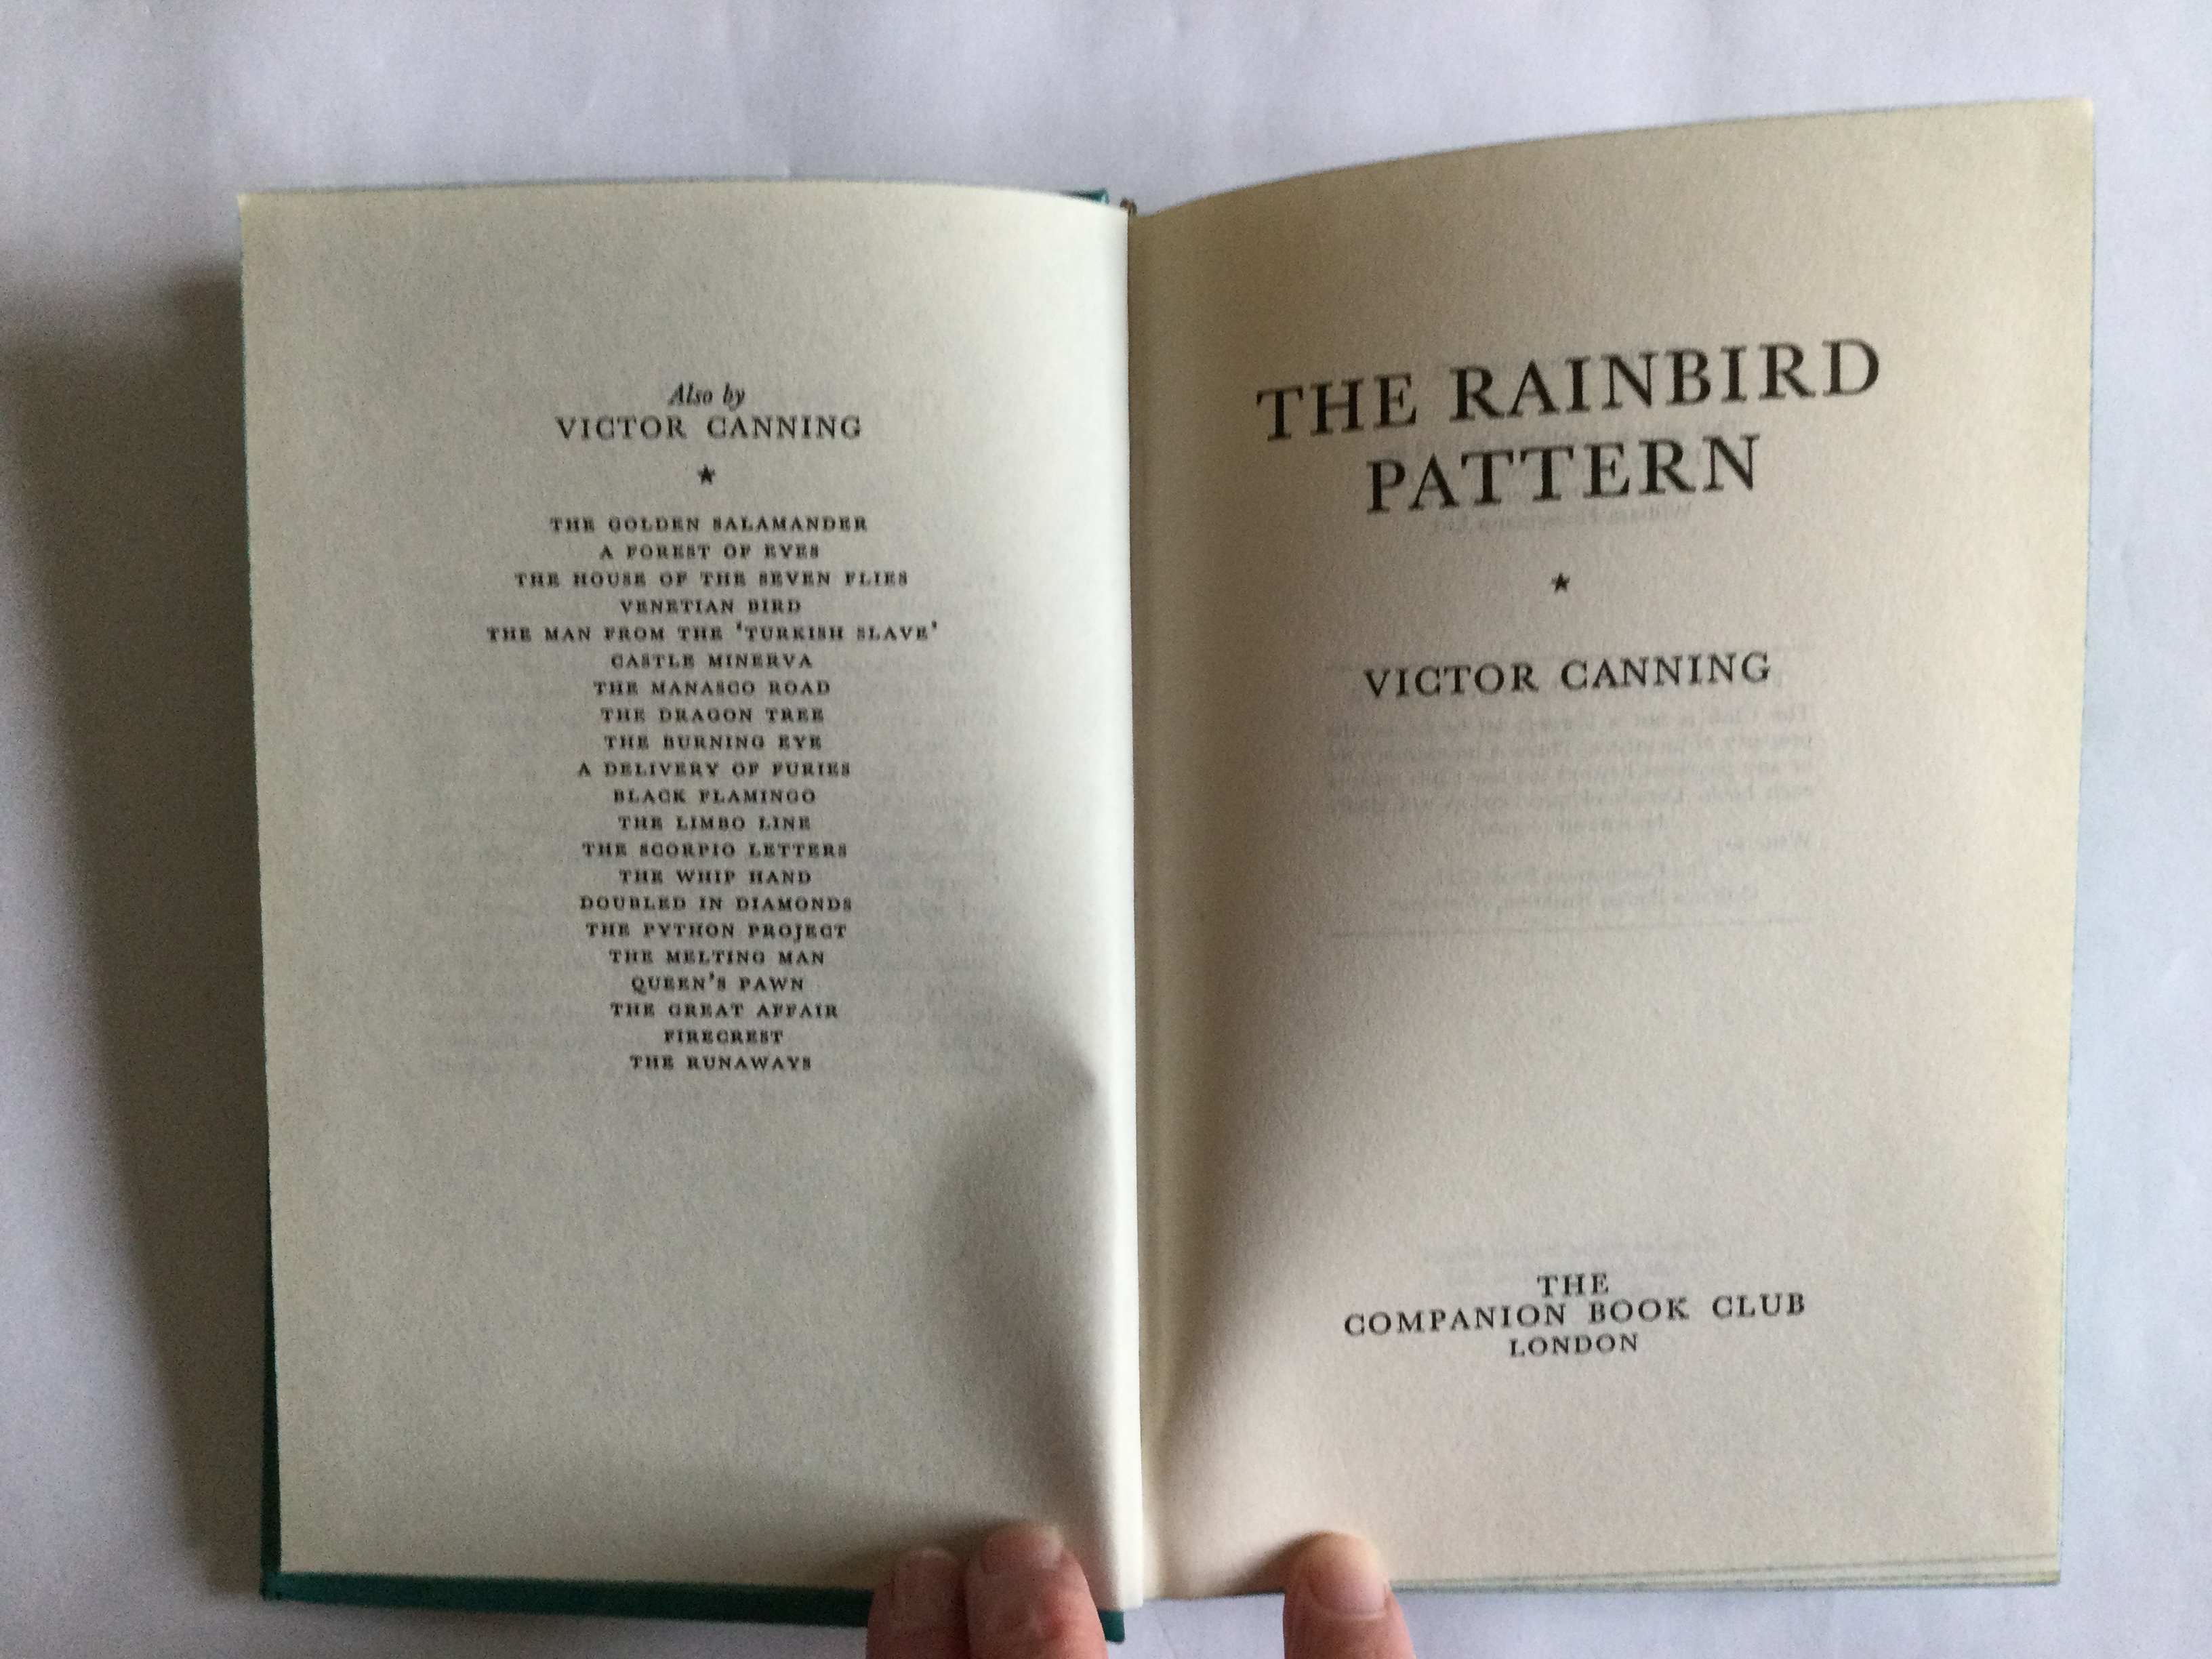 Also by
VICTOR CANNING
★
THE GOLDEN SALAMANDER
A FOREST OF EYES
THE HOUSE OF THE SEVEN FLIES
VENETIAN BIRD
THE MAN FROM THE 'TURKISH SLAVE'
CASTLE MINERVA
THE MANASCO ROAD
THE DRAGON TREE
THE BURNING EYE
A DELIVERY OF FURIES
BLACK FLAMINGO
THE LIMBO LINE
THE SCORPIO LETTERS
THE WHIP HAND
DOUBLED IN DIAMONDS
THE PYTHON PROJECT
THE MELTING MAN
QUEEN'S PAWN
THE GREAT AFFAIR
FIRECREST
THE RUNAWAYS
THE RAINBIRD
PATTERN
★
VICTOR CANNING
THE
COMPANION BOOK CLUB
LONDON